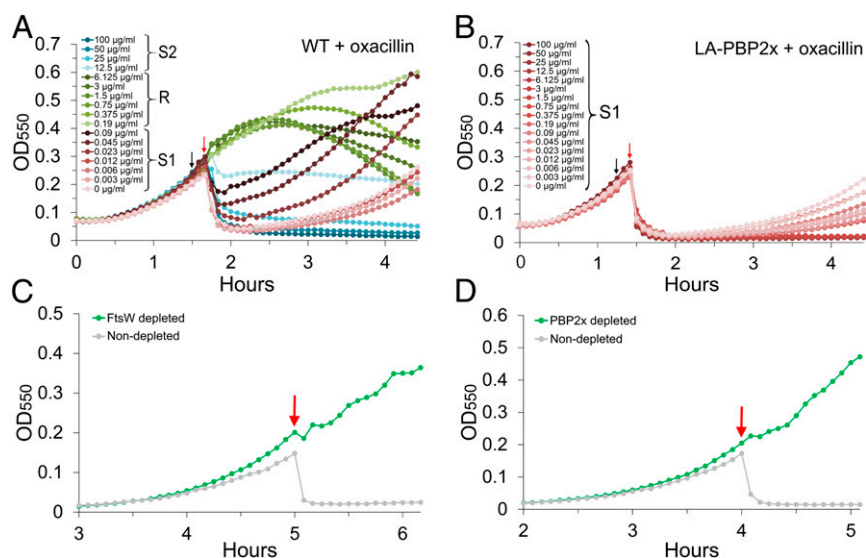 A
WT + oxacillin
OD550
0.7
0.6
0.5
0.4
0.3
0.2
0.1
0
100 µg/ml
50 µg/ml
25 µg/ml
12.5 µg/ml
6.125 µg/ml
3 µg/ml
1.5 µg/ml
0.75 µg/ml
0.375 µg/ml
0.19 µg/ml
0.09 µg/ml
0.045 µg/ml
0.023 µg/ml
0.012 µg/ml
0.006 µg/ml
0.003 µg/ml
0 µg/ml
S2
R
S1
0 1 2 3 4
Hours
B
LA-PBP2x + oxacillin
OD550
0.7
0.6
0.5
0.4
0.3
0.2
0.1
0
100 µg/ml
50 µg/ml
25 µg/ml
12.5 µg/ml
6.125 µg/ml
3 µg/ml
1.5 µg/ml
0.75 µg/ml
0.375 µg/ml
0.19 µg/ml
0.09 µg/ml
0.045 µg/ml
0.023 µg/ml
0.012 µg/ml
0.006 µg/ml
0.003 µg/ml
0 µg/ml
S1
0 1 2 3 4
Hours
C
OD550
0.5
0.4
0.3
0.2
0.1
0
FtsW depleted
Non-depleted
3 4 5 6
Hours
D
OD550
0.6
0.5
0.4
0.3
0.2
0.1
0
PBP2x depleted
Non-depleted
2 3 4 5
Hours